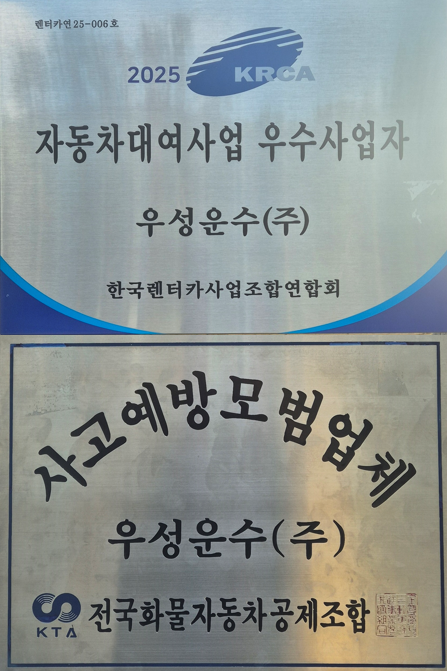 렌터카연 25-006호
2025 KRCA
자동차대여사업 우수사업자
우성운수(주)
한국렌터카사업조합연합회
사고예방모범업체
우성운수(주)
KTA 전국화물자동차공제조합